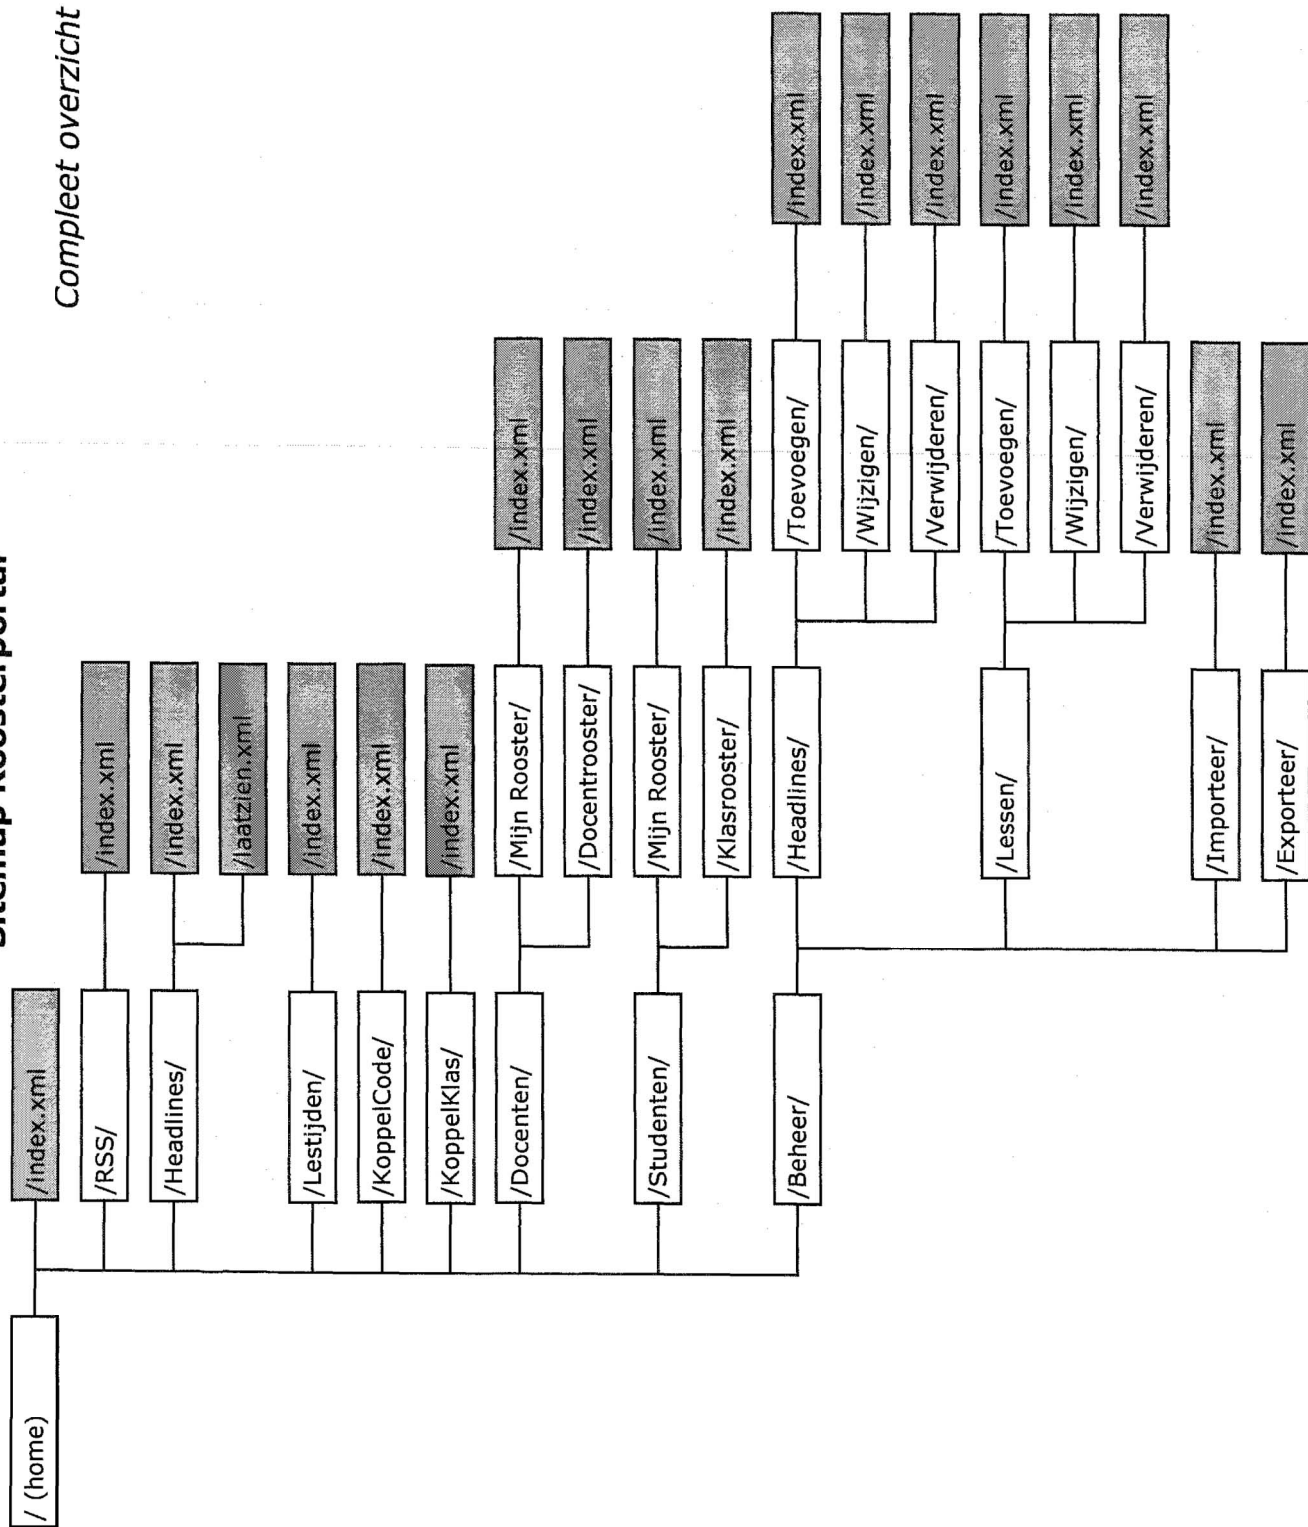 Sitemap Roosterportal
Compleet overzicht
/ (home)
/index.xml
/RSS/
/index.xml
/Headlines/
/index.xml
/laatzien.xml
/Lestijden/
/index.xml
/KoppelCode/
/index.xml
/KoppelKlas/
/index.xml
/Docenten/
/Mijn Rooster/
/index.xml
/Docentrooster/
/index.xml
/Studenten/
/Mijn Rooster/
/index.xml
/Klasrooster/
/index.xml
/Beheer/
/Headlines/
/Toevoegen/
/index.xml
/Wijzigen/
/index.xml
/Verwijderen/
/index.xml
/Lessen/
/Toevoegen/
/index.xml
/Wijzigen/
/index.xml
/Verwijderen/
/index.xml
/Importeer/
/index.xml
/Exporteer/
/index.xml